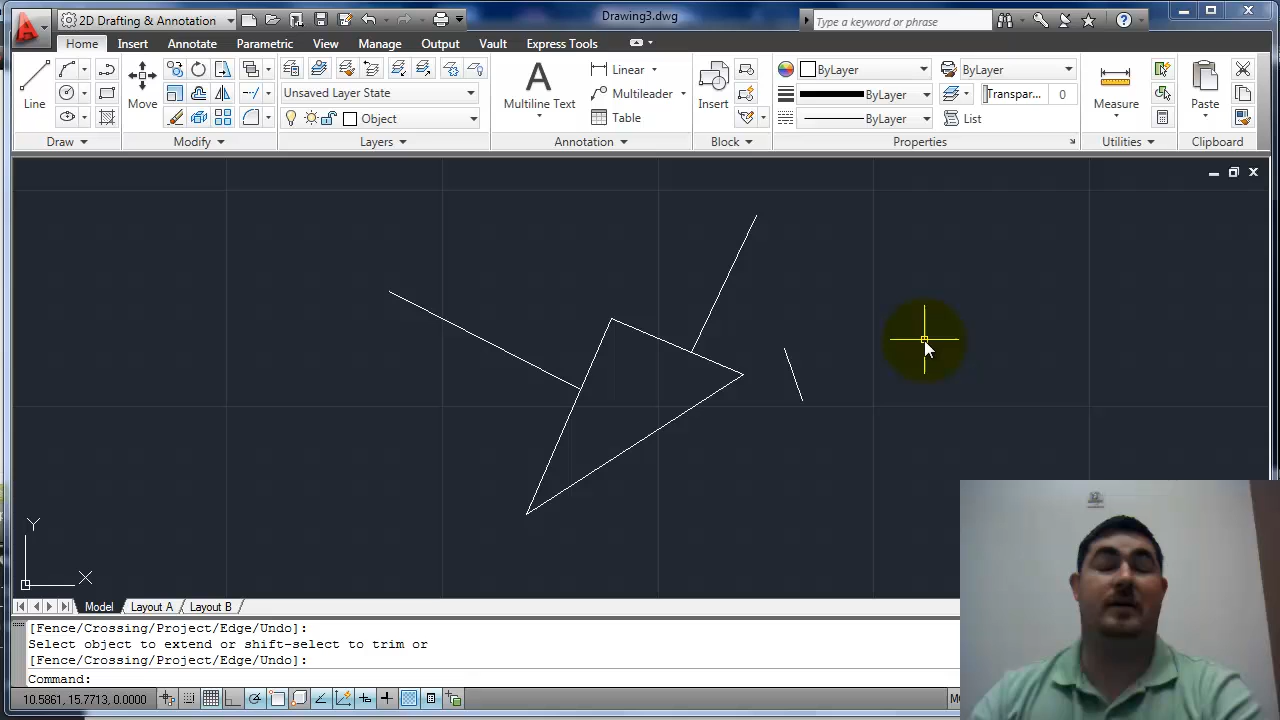 2D Drafting & Annotation
Drawing3.dwg
Type a keyword or phrase
Home Insert Annotate Parametric View Manage Output Vault Express Tools
Line
Move
Unsaved Layer State
Object
Multiline Text
Linear
Multileader
Table
Insert
ByLayer
ByLayer
ByLayer
ByLayer
Transpar... 0
List
Measure
Paste
Draw Modify Layers Annotation Block Properties Utilities Clipboard
Y
X
Model Layout A Layout B
[Fence/Crossing/Project/Edge/Undo]:
Select object to extend or shift-select to trim or
[Fence/Crossing/Project/Edge/Undo]:
Command:
10.5861, 15.7713, 0.0000